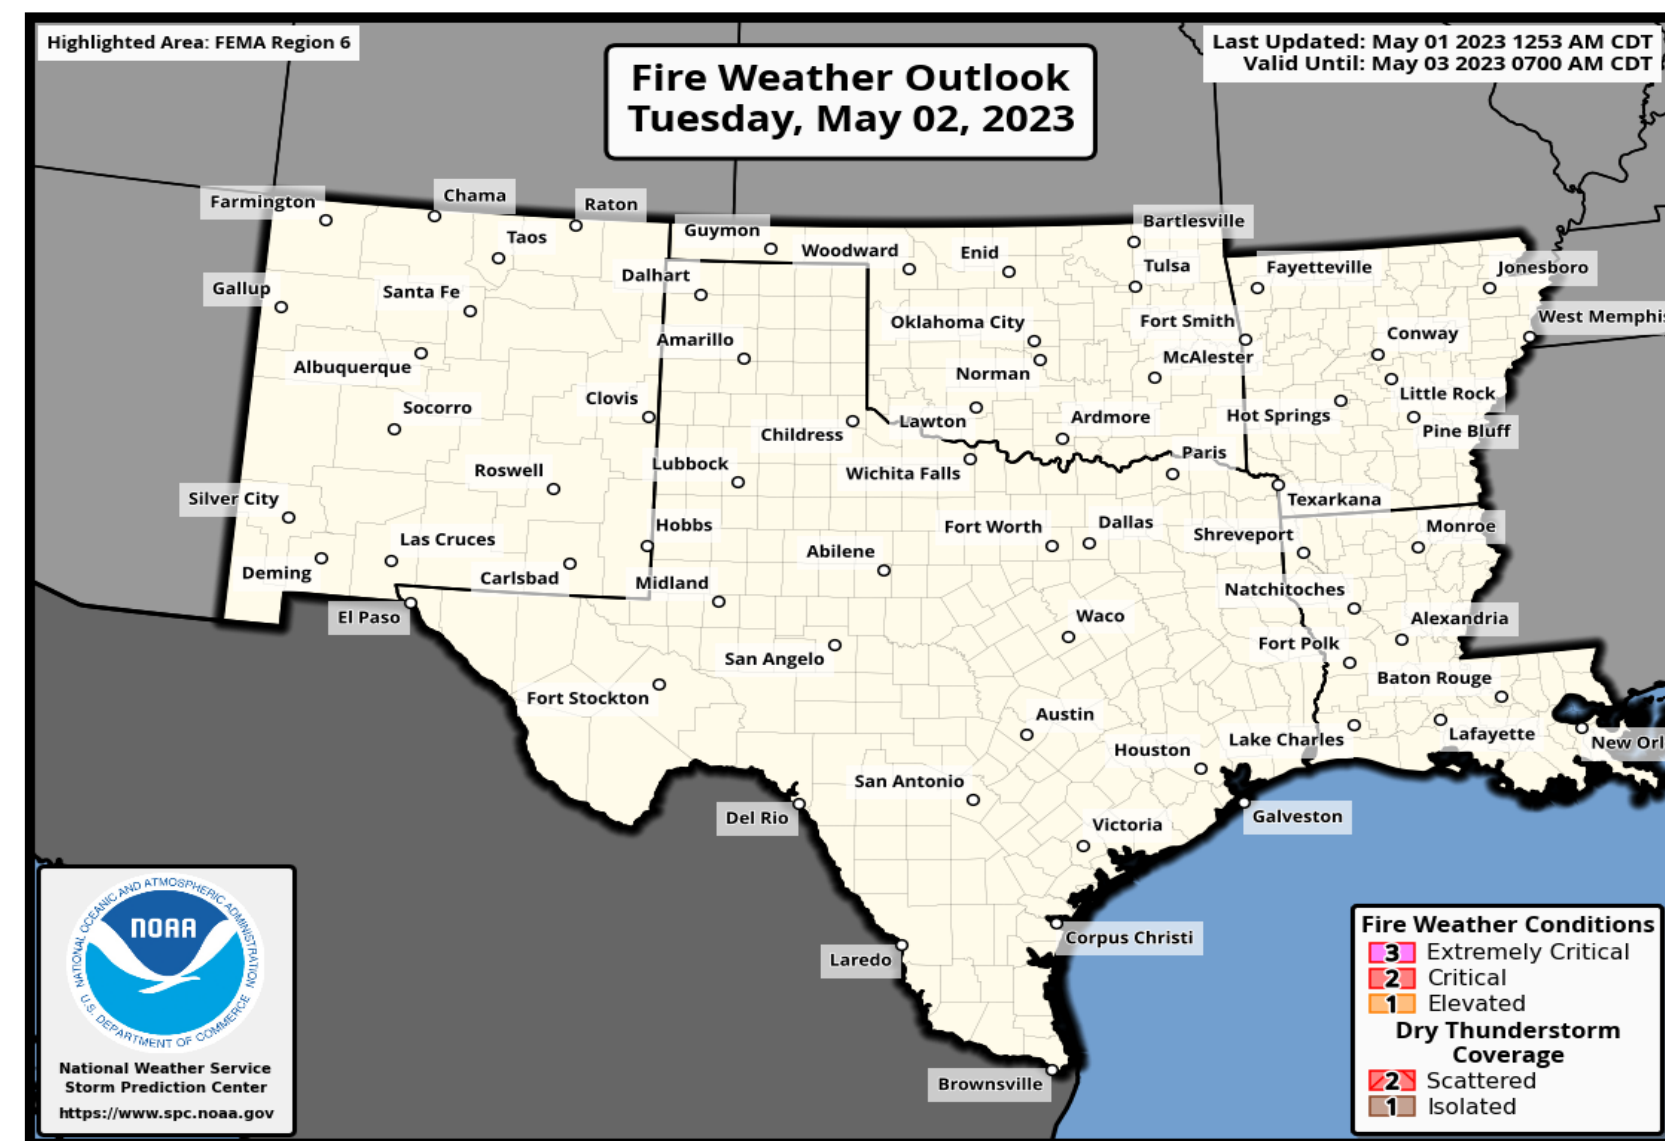 Highlighted Area: FEMA Region 6
Fire Weather Outlook
Tuesday, May 02, 2023
Last Updated: May 01 2023 1253 AM CDT
Valid Until: May 03 2023 0700 AM CDT
Farmington
Chama
Raton
Taos
Guymon
Woodward
Enid
Bartlesville
Tulsa
Fayetteville
Jonesboro
Gallup
Santa Fe
Dalhart
Oklahoma City
Fort Smith
West Memphis
Conway
Amarillo
Albuquerque
Norman
McAlester
Little Rock
Clovis
Socorro
Childress
Lawton
Ardmore
Hot Springs
Pine Bluff
Paris
Roswell
Lubbock
Wichita Falls
Silver City
Texarkana
Hobbs
Fort Worth
Dallas
Shreveport
Monroe
Las Cruces
Abilene
Deming
Carlsbad
Midland
Natchitoches
El Paso
Waco
Alexandria
San Angelo
Fort Polk
Fort Stockton
Baton Rouge
Austin
Houston
Lake Charles
Lafayette
New Orl
San Antonio
Del Rio
Victoria
Galveston
Corpus Christi
Laredo
Brownsville
NATIONAL OCEANIC AND ATMOSPHERIC ADMINISTRATION
NOAA
U.S. DEPARTMENT OF COMMERCE
National Weather Service
Storm Prediction Center
https://www.spc.noaa.gov
Fire Weather Conditions
3 Extremely Critical
2 Critical
1 Elevated
Dry Thunderstorm
Coverage
2 Scattered
1 Isolated